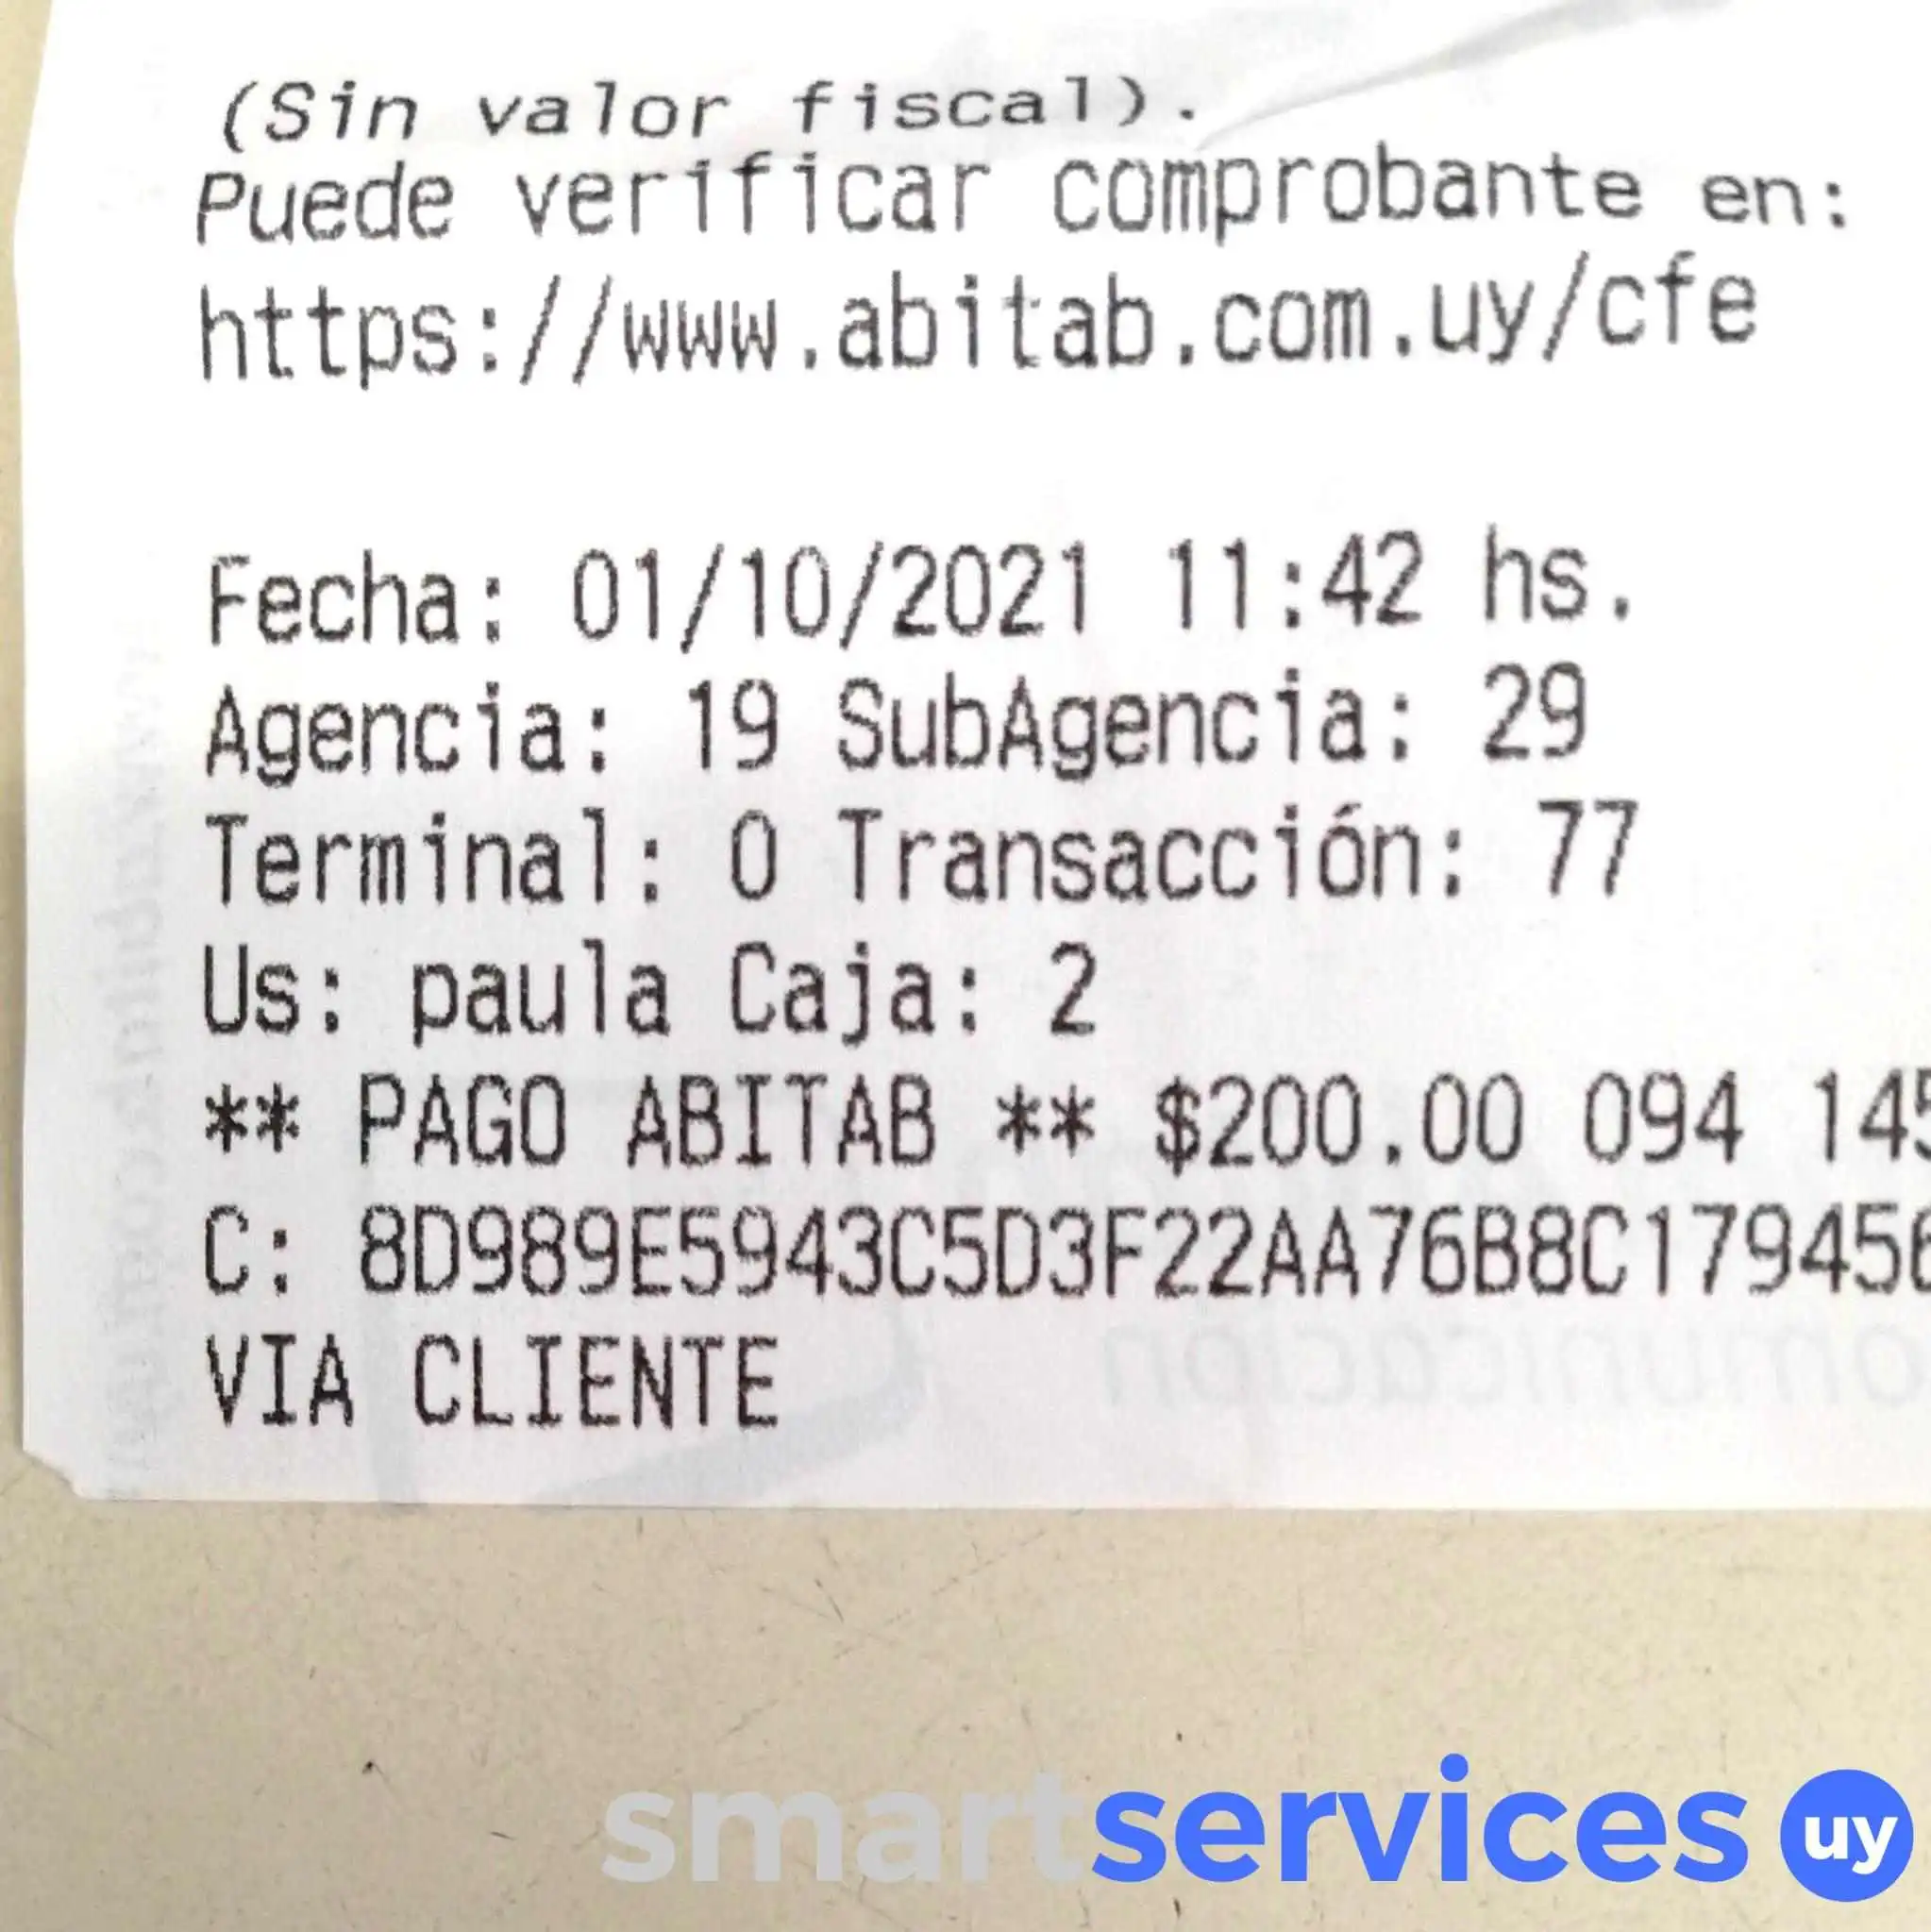 (Sin valor fiscal).
Puede verificar comprobante en:
https://www.abitab.com.uy/cfe
Fecha: 01/10/2021 11:42 hs.
Agencia: 19 SubAgencia: 29
Terminal: 0 Transacción: 77
Us: paula Caja: 2
** PAGO ABITAB ** $200.00 094 145
C: 8D989E5943C5D3F22AA76B8C179456
VIA CLIENTE
smartservices uy